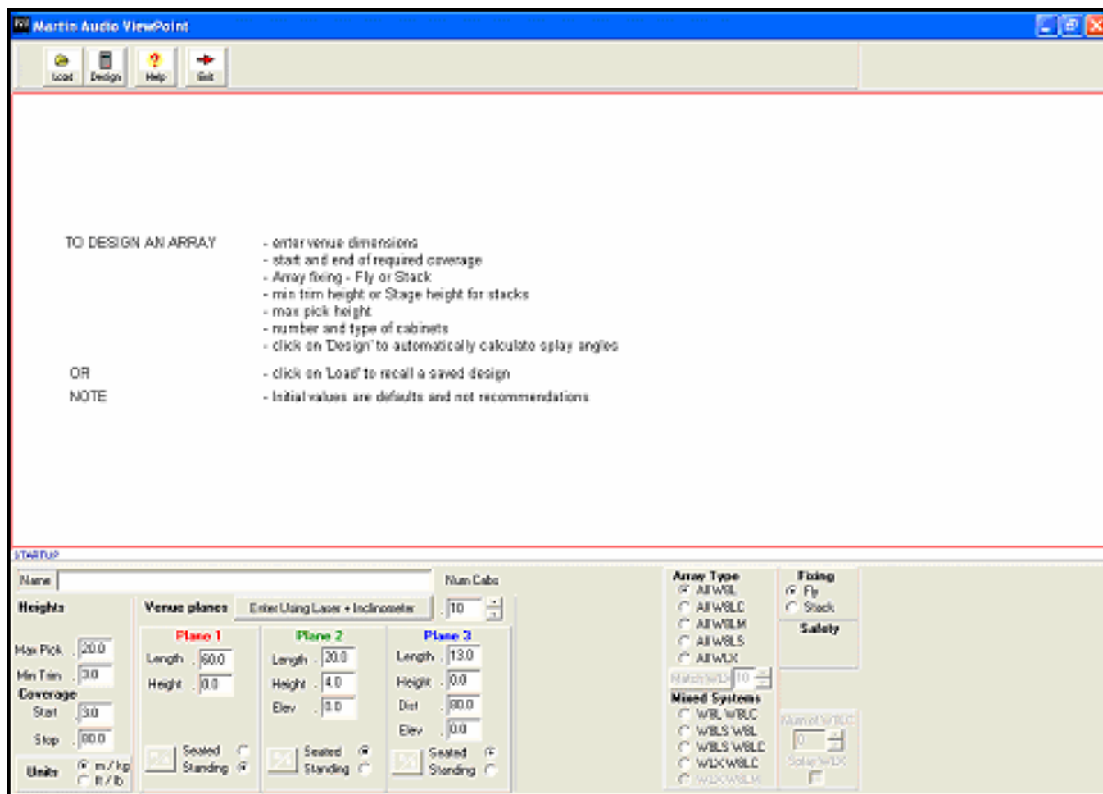 Martin Audio ViewPoint
Load Design Help Exit
TO DESIGN AN ARRAY - enter venue dimensions
- start and end of required coverage
- Array fixing - Fly or Stack
- min trim height or Stage height for stacks
- max pick height
- number and type of cabinets
- click on 'Design' to automatically calculate splay angles
OR - click on 'Load' to recall a saved design
NOTE - Initial values are defaults and not recommendations
STARTUP
Name Num Cabs
Heights Venue planes Enter Using Laser + Inclinometer 10
Max Pick 20.0
Min Trim 3.0
Coverage
Start 3.0
Stop 80.0
Units m / kg
ft / lb
Plane 1
Length 60.0
Height 0.0
Seated
Standing
Plane 2
Length 20.0
Height 4.0
Elev 0.0
Seated
Standing
Plane 3
Length 13.0
Height 0.0
Dist 80.0
Elev 0.0
Seated
Standing
Array Type
All W8L
All W8LC
All W8LM
All W8LS
All WLX
Match WLX 10
Mixed Systems
W8L W8LC
W8LS W8L
W8LS W8LC
WLX W8LC
WLX W8LM
Fixing
Fly
Stack
Safety
Num of W8LC
0
Splay WLX